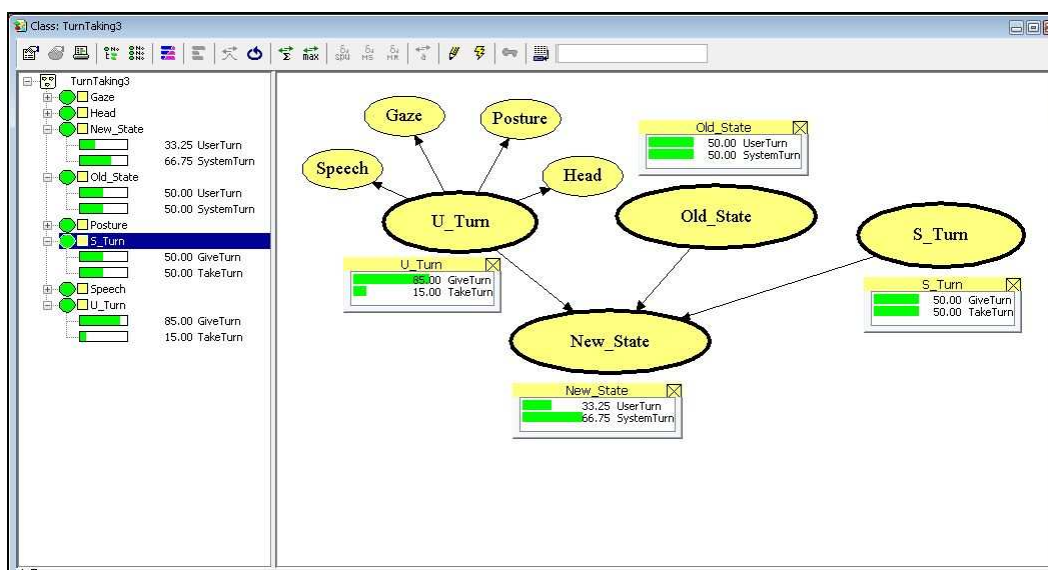 Class: TurnTaking3
TurnTaking3
Gaze
Head
New_State
33.25 UserTurn
66.75 SystemTurn
Old_State
50.00 UserTurn
50.00 SystemTurn
Posture
S_Turn
50.00 GiveTurn
50.00 TakeTurn
Speech
U_Turn
85.00 GiveTurn
15.00 TakeTurn
Gaze
Posture
Speech
Head
Old_State
50.00 UserTurn
50.00 SystemTurn
U_Turn
Old_State
S_Turn
U_Turn
85.00 GiveTurn
15.00 TakeTurn
S_Turn
50.00 GiveTurn
50.00 TakeTurn
New_State
New_State
33.25 UserTurn
66.75 SystemTurn